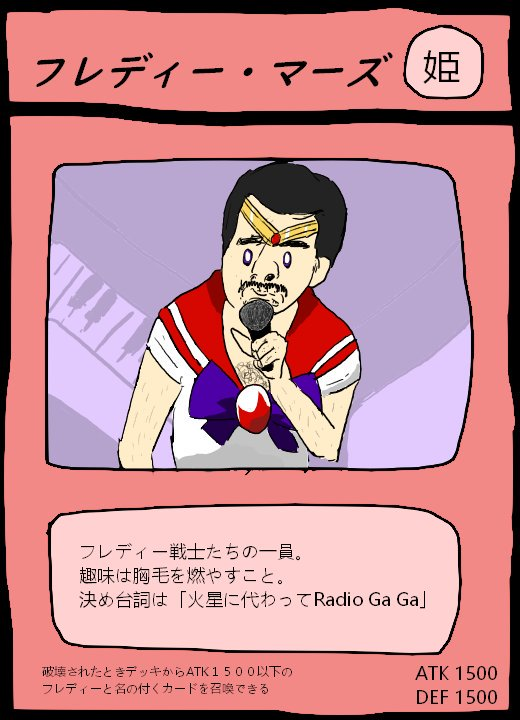 フレディー・マーズ
姫
フレディー戦士たちの一員。
趣味は胸毛を燃やすこと。
決め台詞は「火星に代わってRadio Ga Ga」
破壊されたときデッキからATK１５００以下の
フレディーと名の付くカードを召喚できる
ATK 1500
DEF 1500